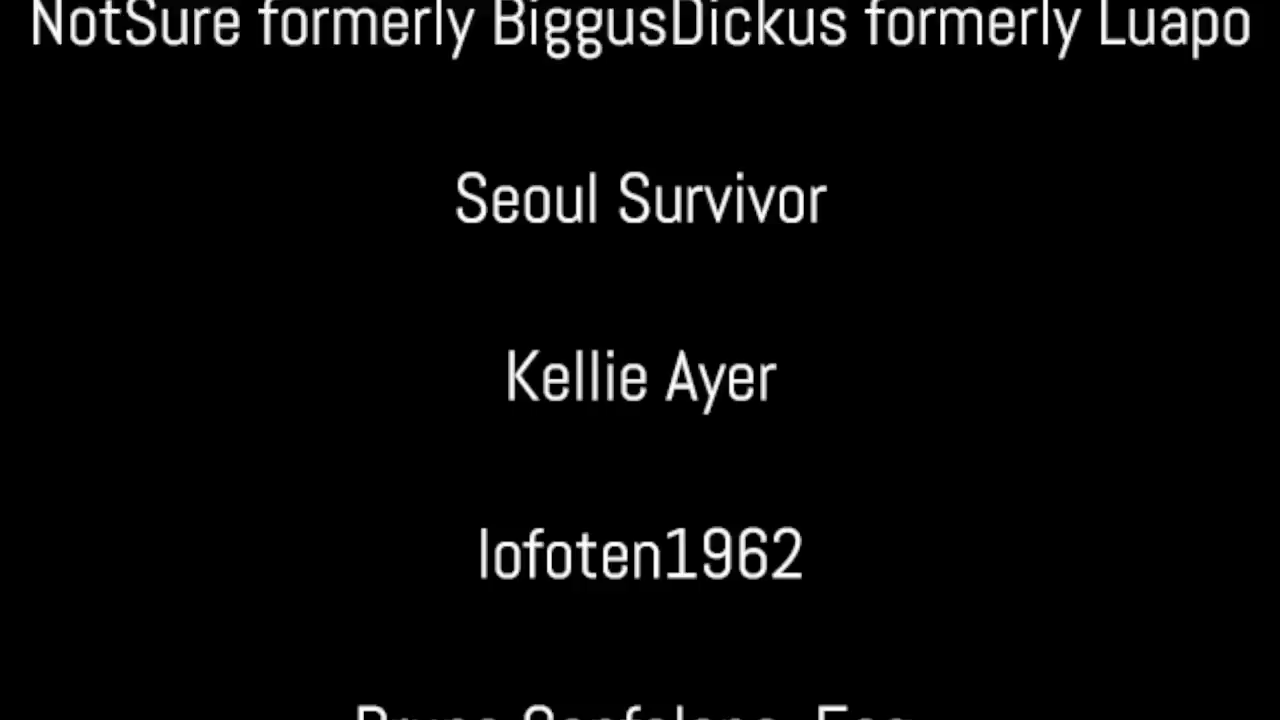 NotSure formerly BiggusDickus formerly Luapo
Seoul Survivor
Kellie Ayer
lofoten1962